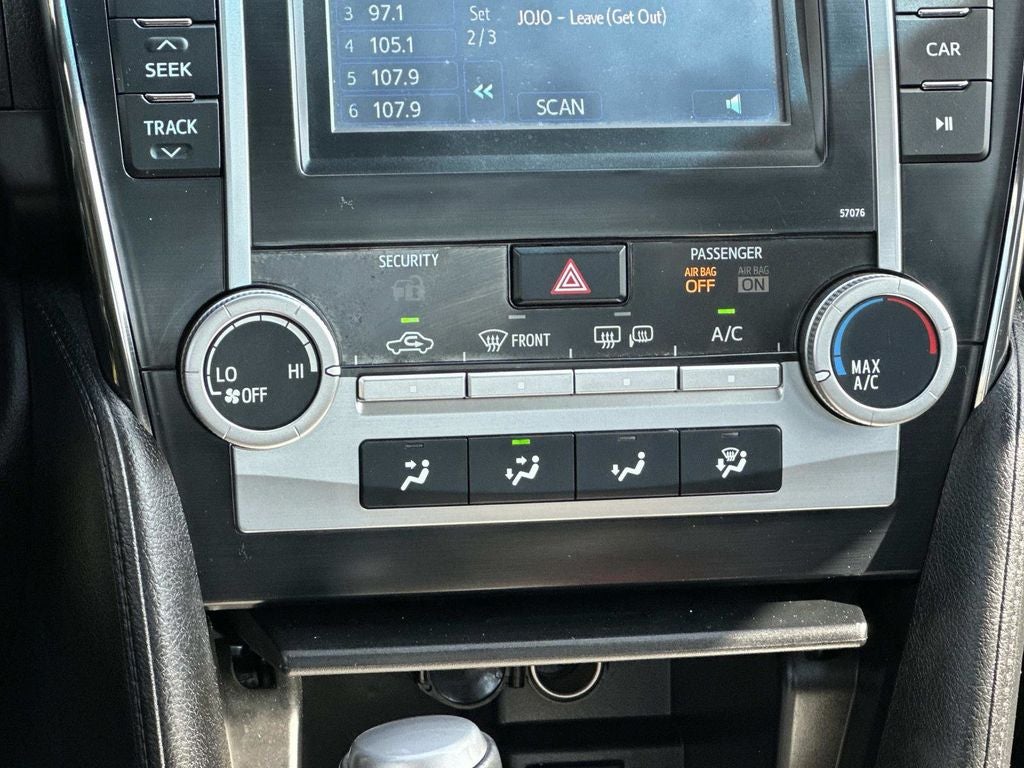 3 97.1
Set
JOJO - Leave (Get Out)
4 105.1
2/3
SEEK
CAR
5 107.9
6 107.9
SCAN
TRACK
57076
SECURITY
PASSENGER
AIR BAG
OFF
AIR BAG
ON
FRONT
A/C
LO
HI
OFF
MAX
A/C